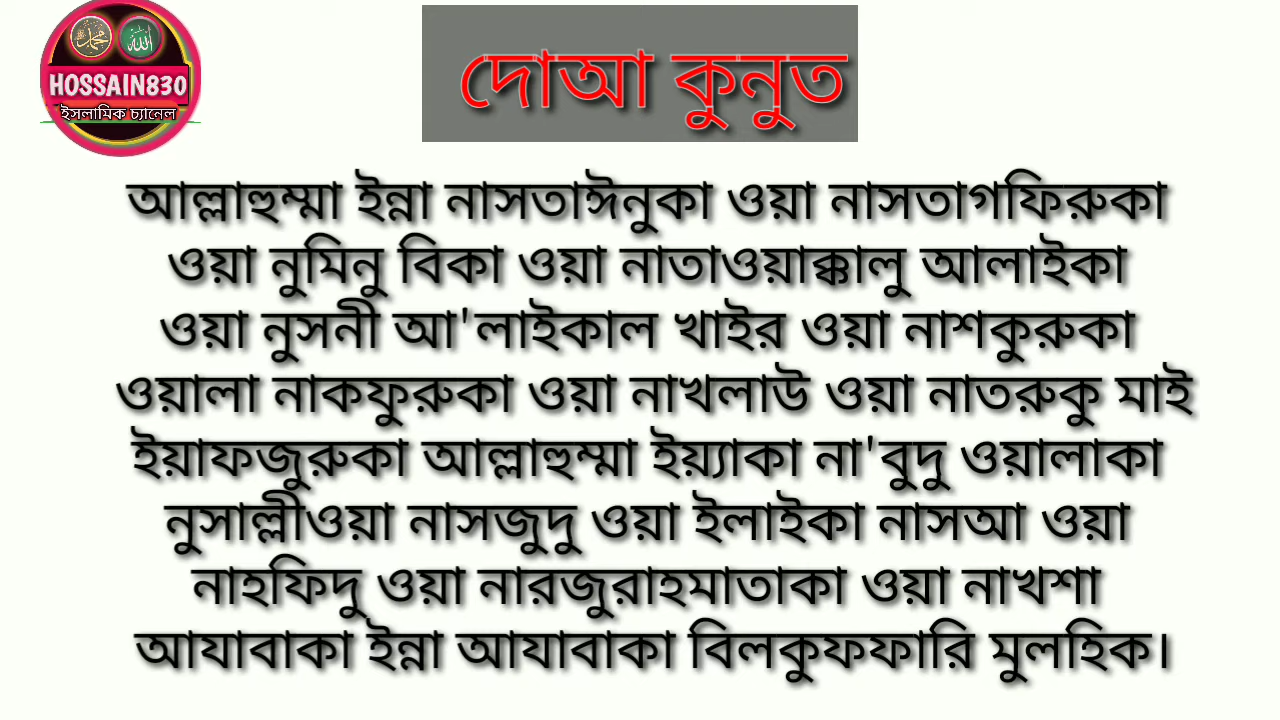 محمد
الله
HOSSAIN830
ইসলামিক চ্যানেল
দোআ কুনুত
আল্লাহুম্মা ইন্না নাসতাঈনুকা ওয়া নাসতাগফিরুকা
ওয়া নুমিনু বিকা ওয়া নাতাওয়াক্কালু আলাইকা
ওয়া নুসনী আ'লাইকাল খাইর ওয়া নাশকুরুকা
ওয়ালা নাকফুরুকা ওয়া নাখলাউ ওয়া নাতরুকু মাই
ইয়াফজুরুকা আল্লাহুম্মা ইয়্যাকা না'বুদু ওয়ালাকা
নুসাল্লীওয়া নাসজুদু ওয়া ইলাইকা নাসআ ওয়া
নাহফিদু ওয়া নারজুরাহমাতাকা ওয়া নাখশা
আযাবাকা ইন্না আযাবাকা বিলকুফফারি মুলহিক।